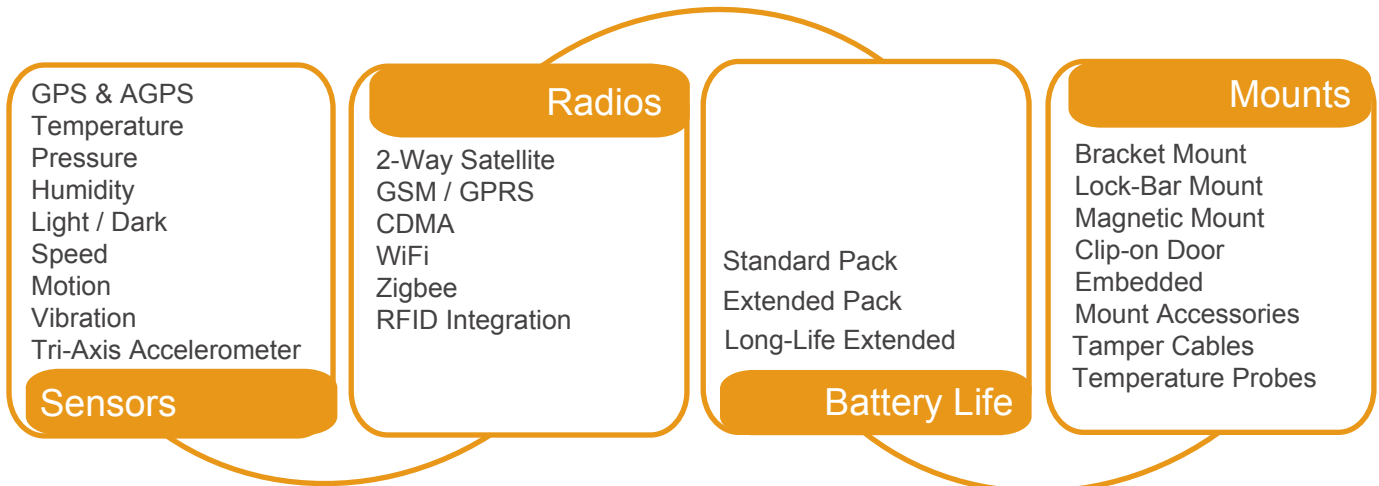 GPS & AGPS
Temperature
Pressure
Humidity
Light / Dark
Speed
Motion
Vibration
Tri-Axis Accelerometer
Sensors
Radios
2-Way Satellite
GSM / GPRS
CDMA
WiFi
Zigbee
RFID Integration
Standard Pack
Extended Pack
Long-Life Extended
Battery Life
Mounts
Bracket Mount
Lock-Bar Mount
Magnetic Mount
Clip-on Door
Embedded
Mount Accessories
Tamper Cables
Temperature Probes